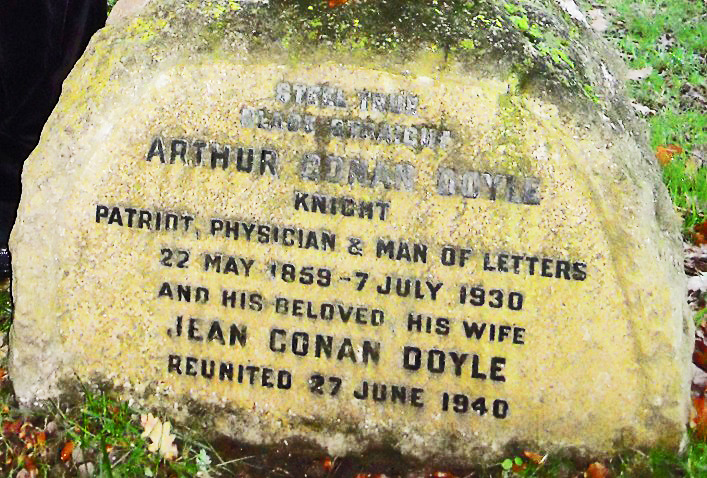 STEEL TRUE
BLADE STRAIGHT
ARTHUR CONAN DOYLE
KNIGHT
PATRIOT, PHYSICIAN & MAN OF LETTERS
22 MAY 1859 - 7 JULY 1930
AND HIS BELOVED, HIS WIFE
JEAN CONAN DOYLE
REUNITED 27 JUNE 1940